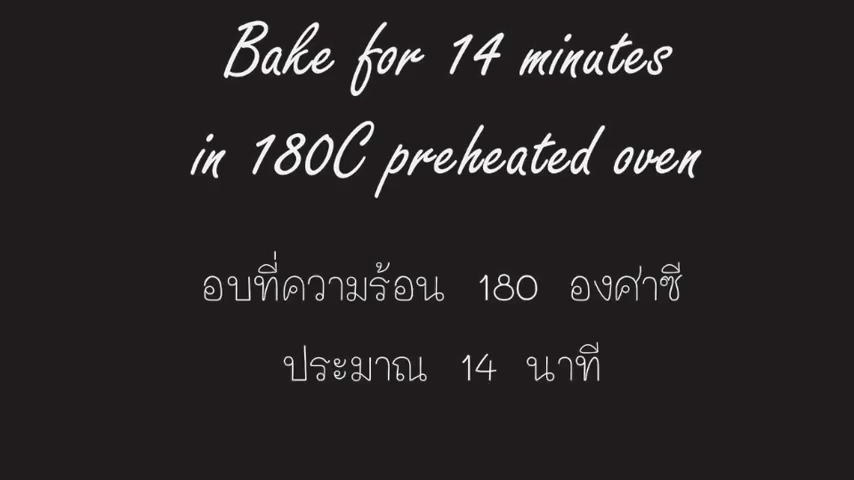 Bake for 14 minutes
in 180C preheated oven
อบที่ความร้อน 180 องศาซี
ประมาณ 14 นาที